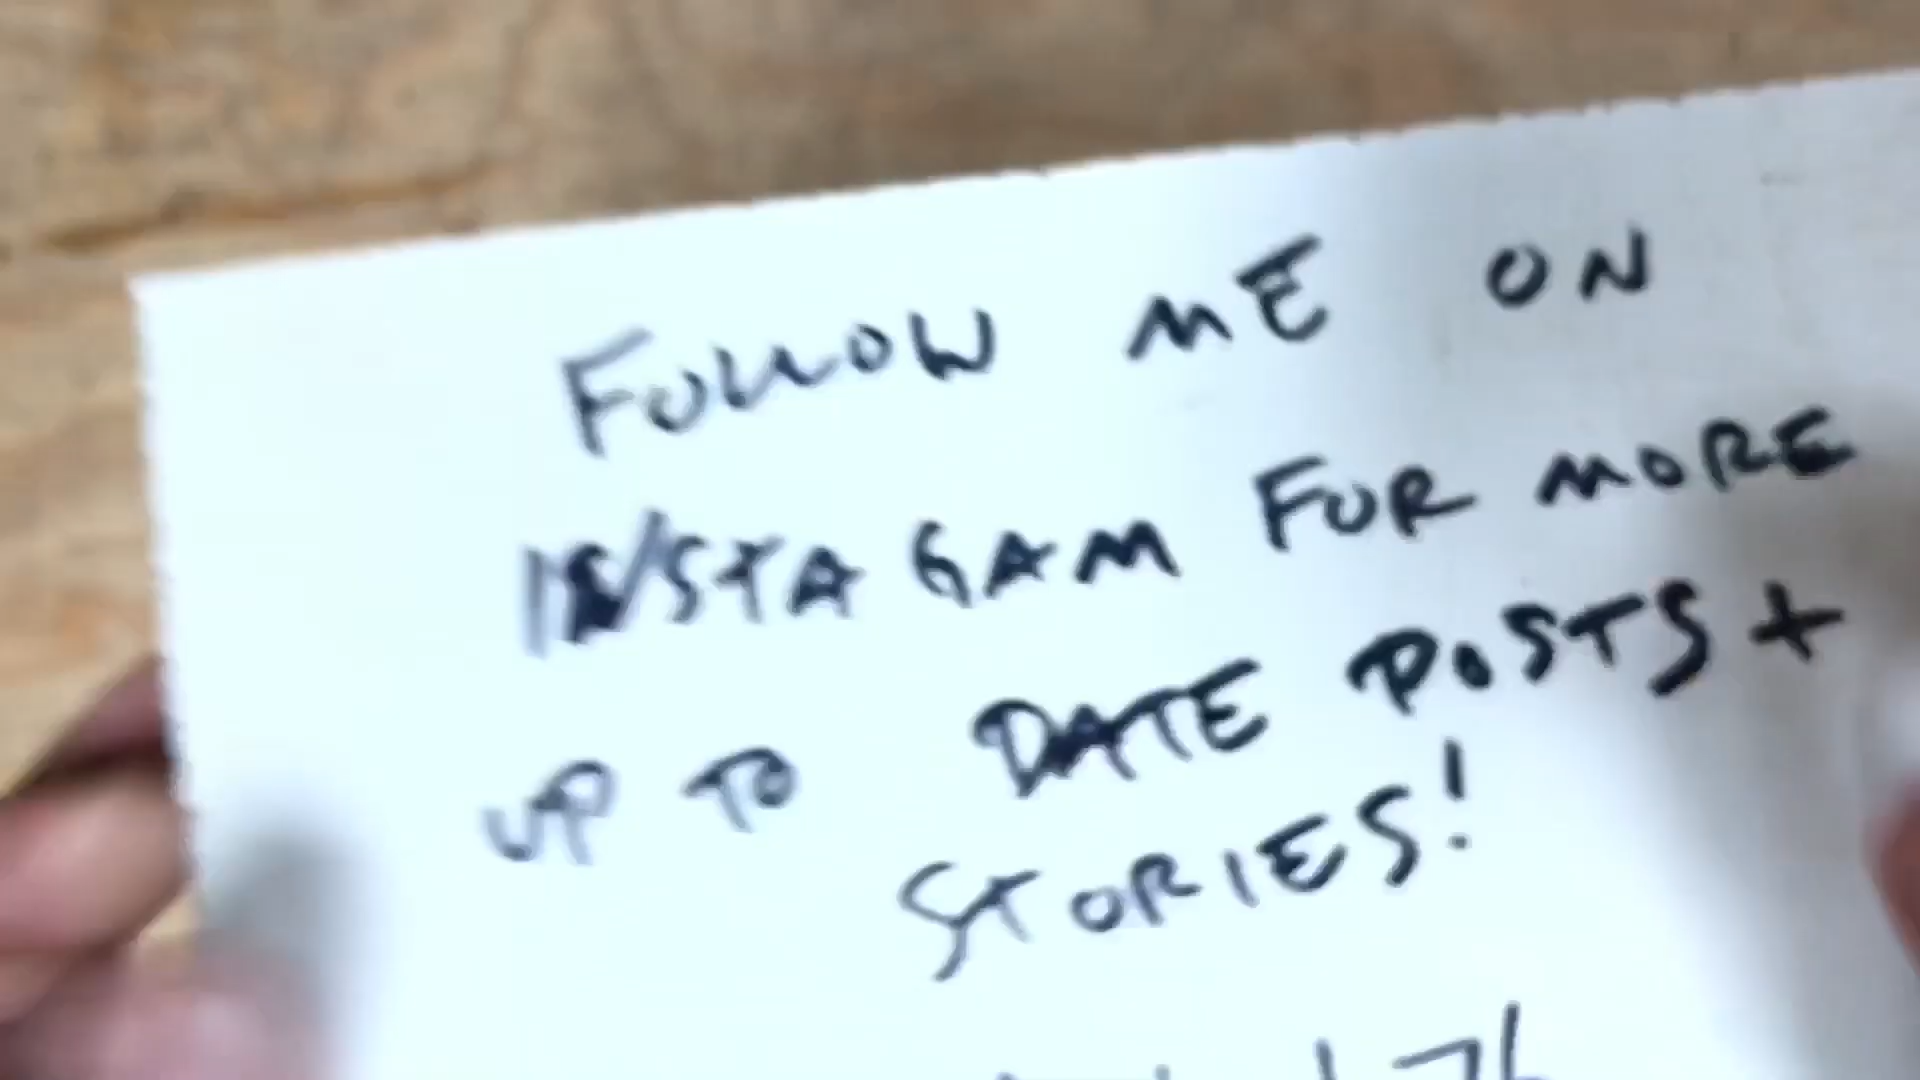 FOLLOW ME ON
INSTAGAM FOR MORE
UP TO DATE POSTS +
STORIES!